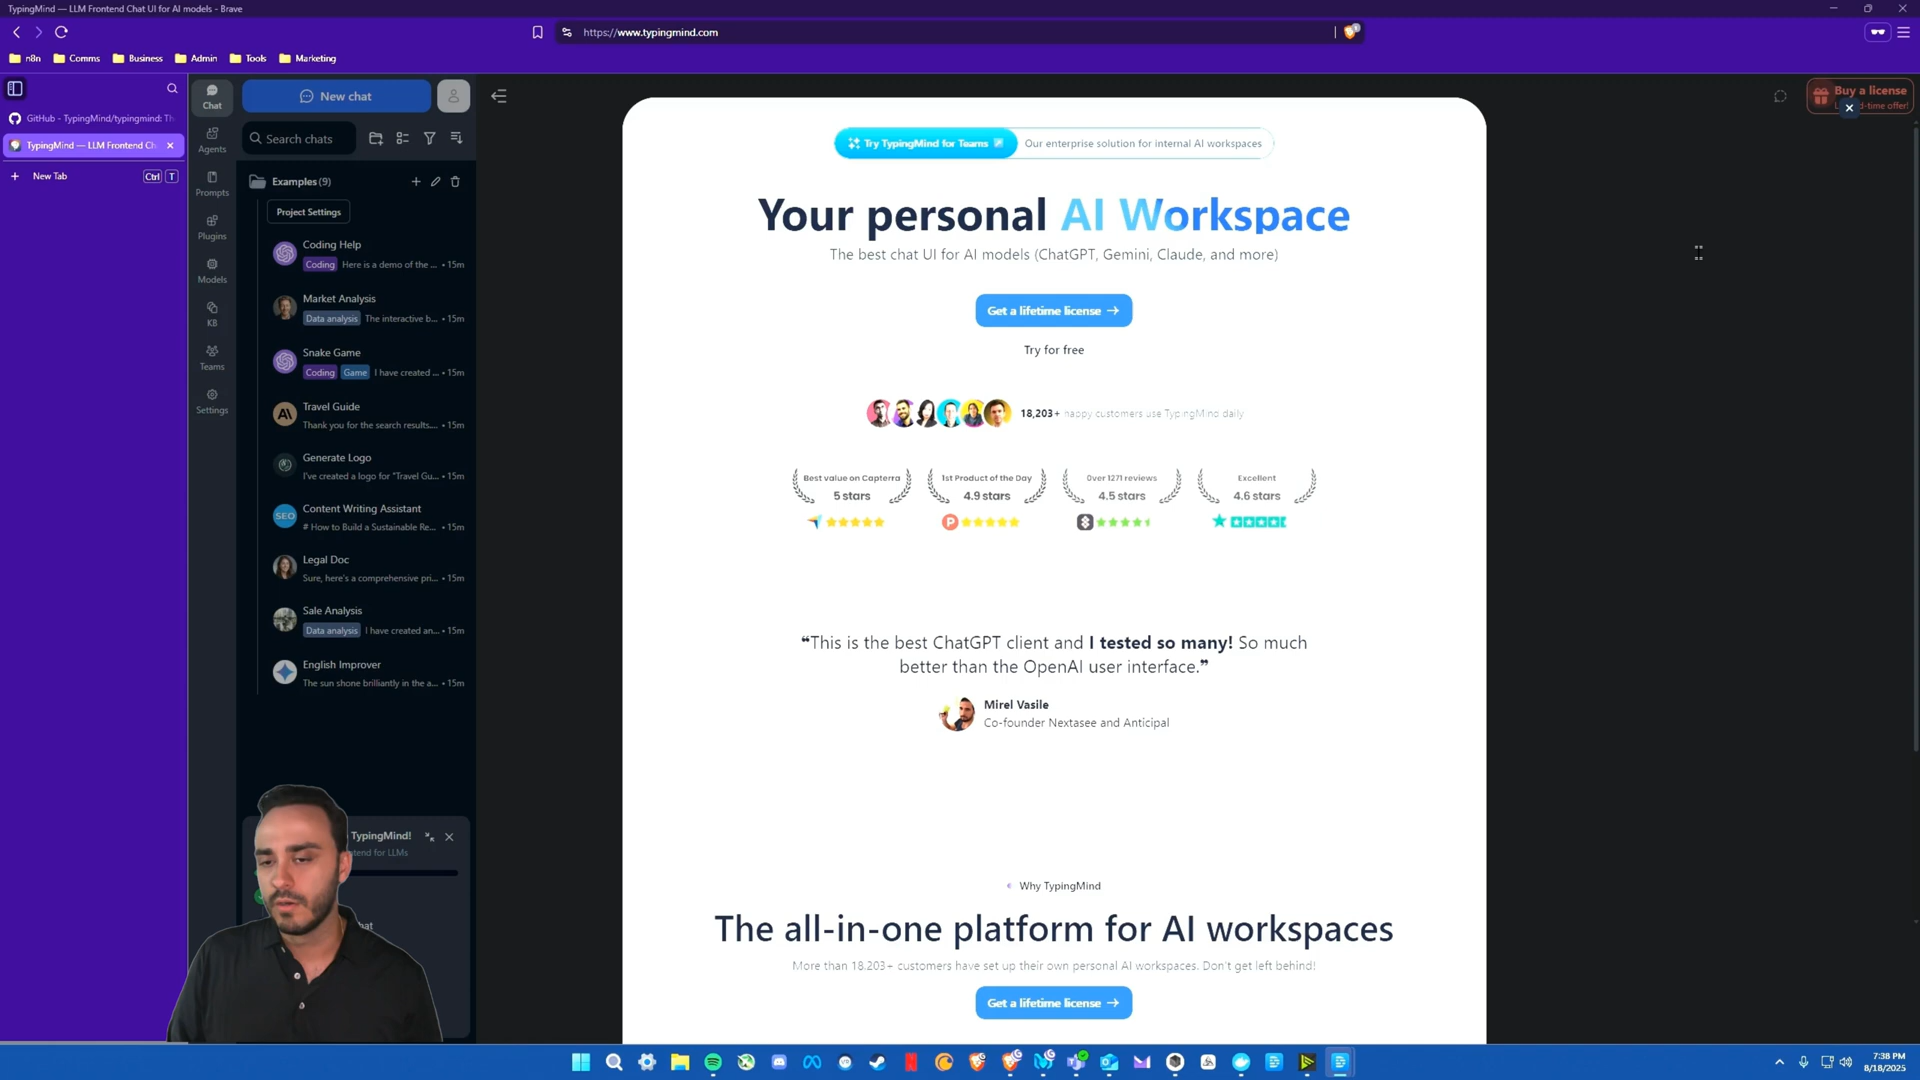 TypingMind — LLM Frontend Chat UI for AI models - Brave
https://www.typingmind.com
n8n
Comms
Business
Admin
Tools
Marketing
GitHub - TypingMind/typingmind: Th
TypingMind — LLM Frontend Ch
New Tab
Ctrl
T
Chat
Agents
Prompts
Plugins
Models
KB
Teams
Settings
New chat
Search chats
Examples (9)
Project Settings
Coding Help
Coding
Here is a demo of the ... • 15m
Market Analysis
Data analysis
The interactive b... • 15m
Snake Game
Coding
Game
I have created ... • 15m
Travel Guide
Thank you for the search results.... • 15m
Generate Logo
I've created a logo for "Travel Gu... • 15m
SEO
Content Writing Assistant
# How to Build a Sustainable Re... • 15m
Legal Doc
Sure, here's a comprehensive pri... • 15m
Sale Analysis
Data analysis
I have created an... • 15m
English Improver
The sun shone brilliantly in the a... • 15m
TypingMind!
for LLMs
Buy a license
Try TypingMind for Teams
Our enterprise solution for internal AI workspaces
Your personal AI Workspace
The best chat UI for AI models (ChatGPT, Gemini, Claude, and more)
Get a lifetime license →
Try for free
18,203+ happy customers use TypingMind daily
Best value on Capterra
5 stars
1st Product of the Day
4.9 stars
Over 1271 reviews
4.5 stars
Excellent
4.6 stars
❝This is the best ChatGPT client and I tested so many! So much
better than the OpenAI user interface.❞
Mirel Vasile
Co-founder Nextasee and Anticipal
Why TypingMind
The all-in-one platform for AI workspaces
More than 18.203+ customers have set up their own personal AI workspaces. Don't get left behind!
Get a lifetime license →
7:38 PM
8/18/2025